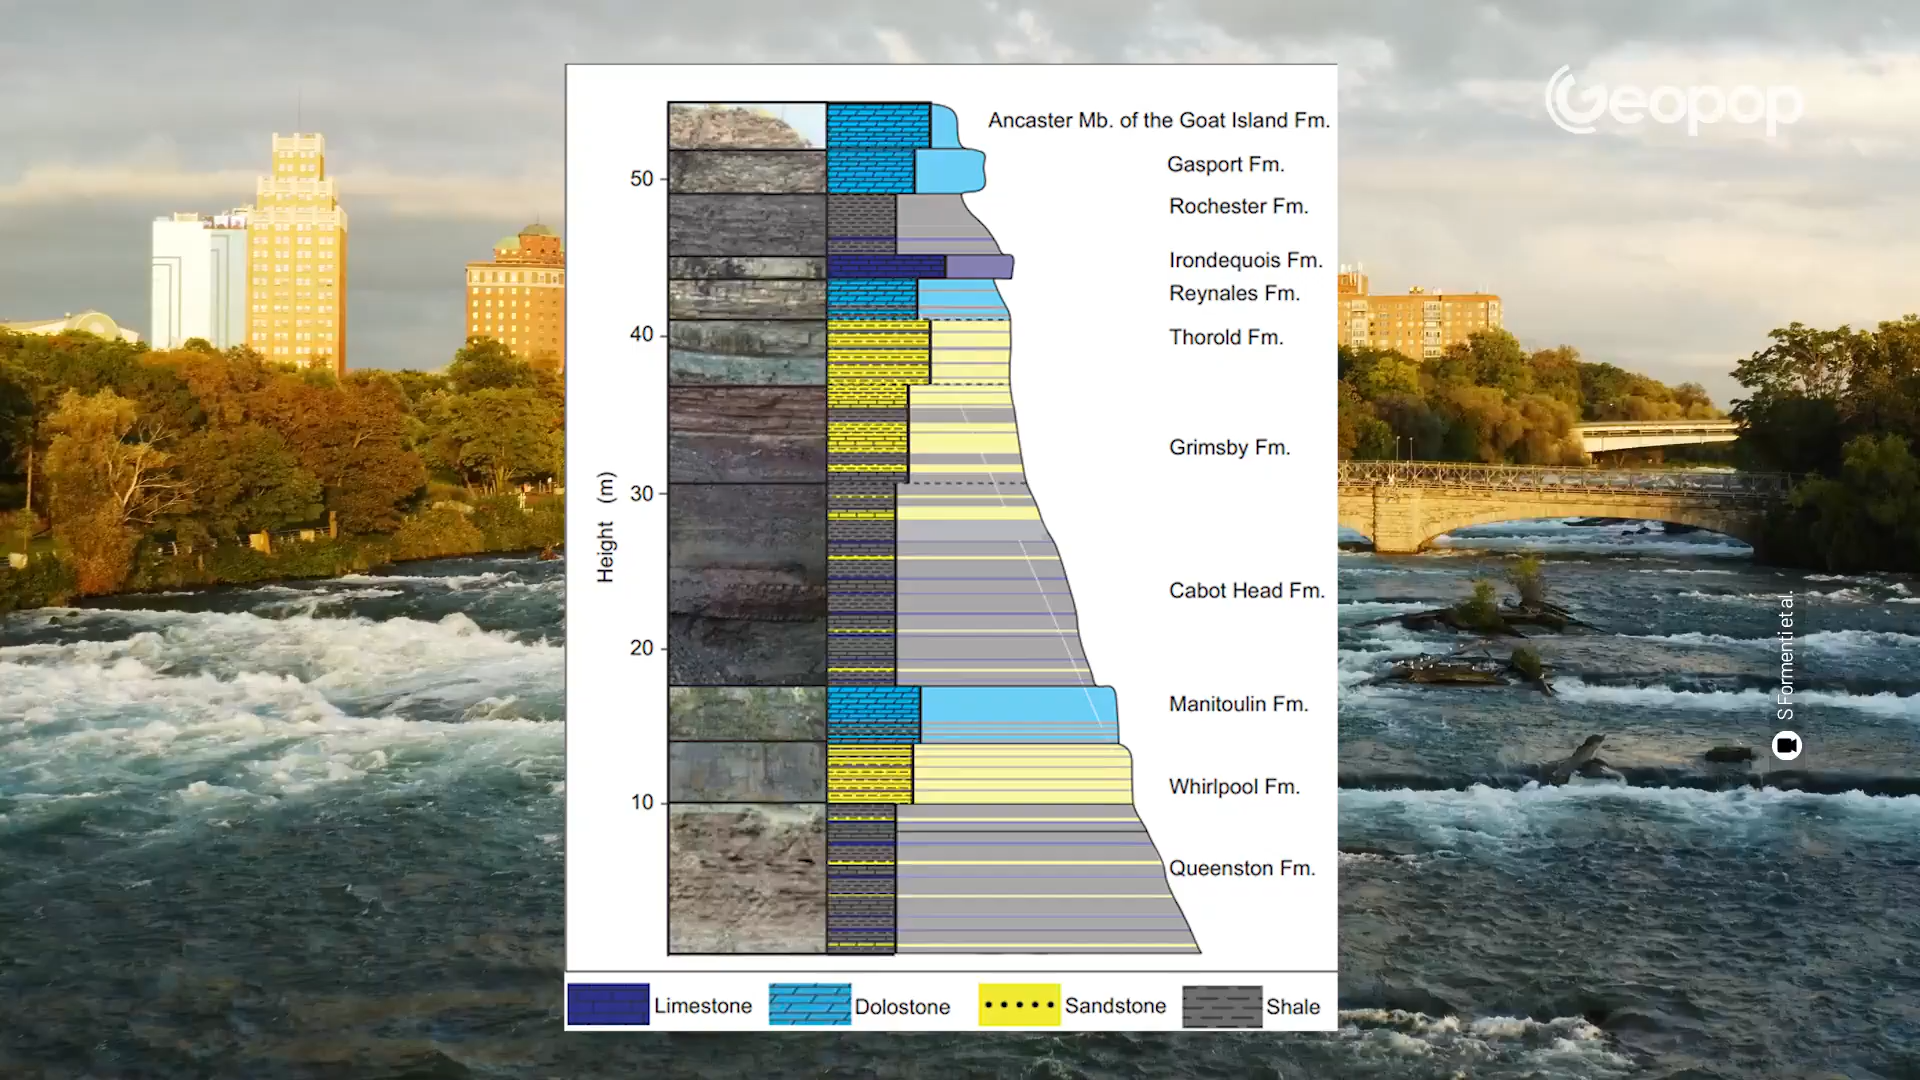 Geopop
Ancaster Mb. of the Goat Island Fm.
Gasport Fm.
50
Rochester Fm.
Irondequois Fm.
Reynales Fm.
40
Thorold Fm.
Grimsby Fm.
30
Height (m)
Cabot Head Fm.
20
Manitoulin Fm.
Whirlpool Fm.
10
Queenston Fm.
Limestone Dolostone Sandstone Shale
S Formenti et al.